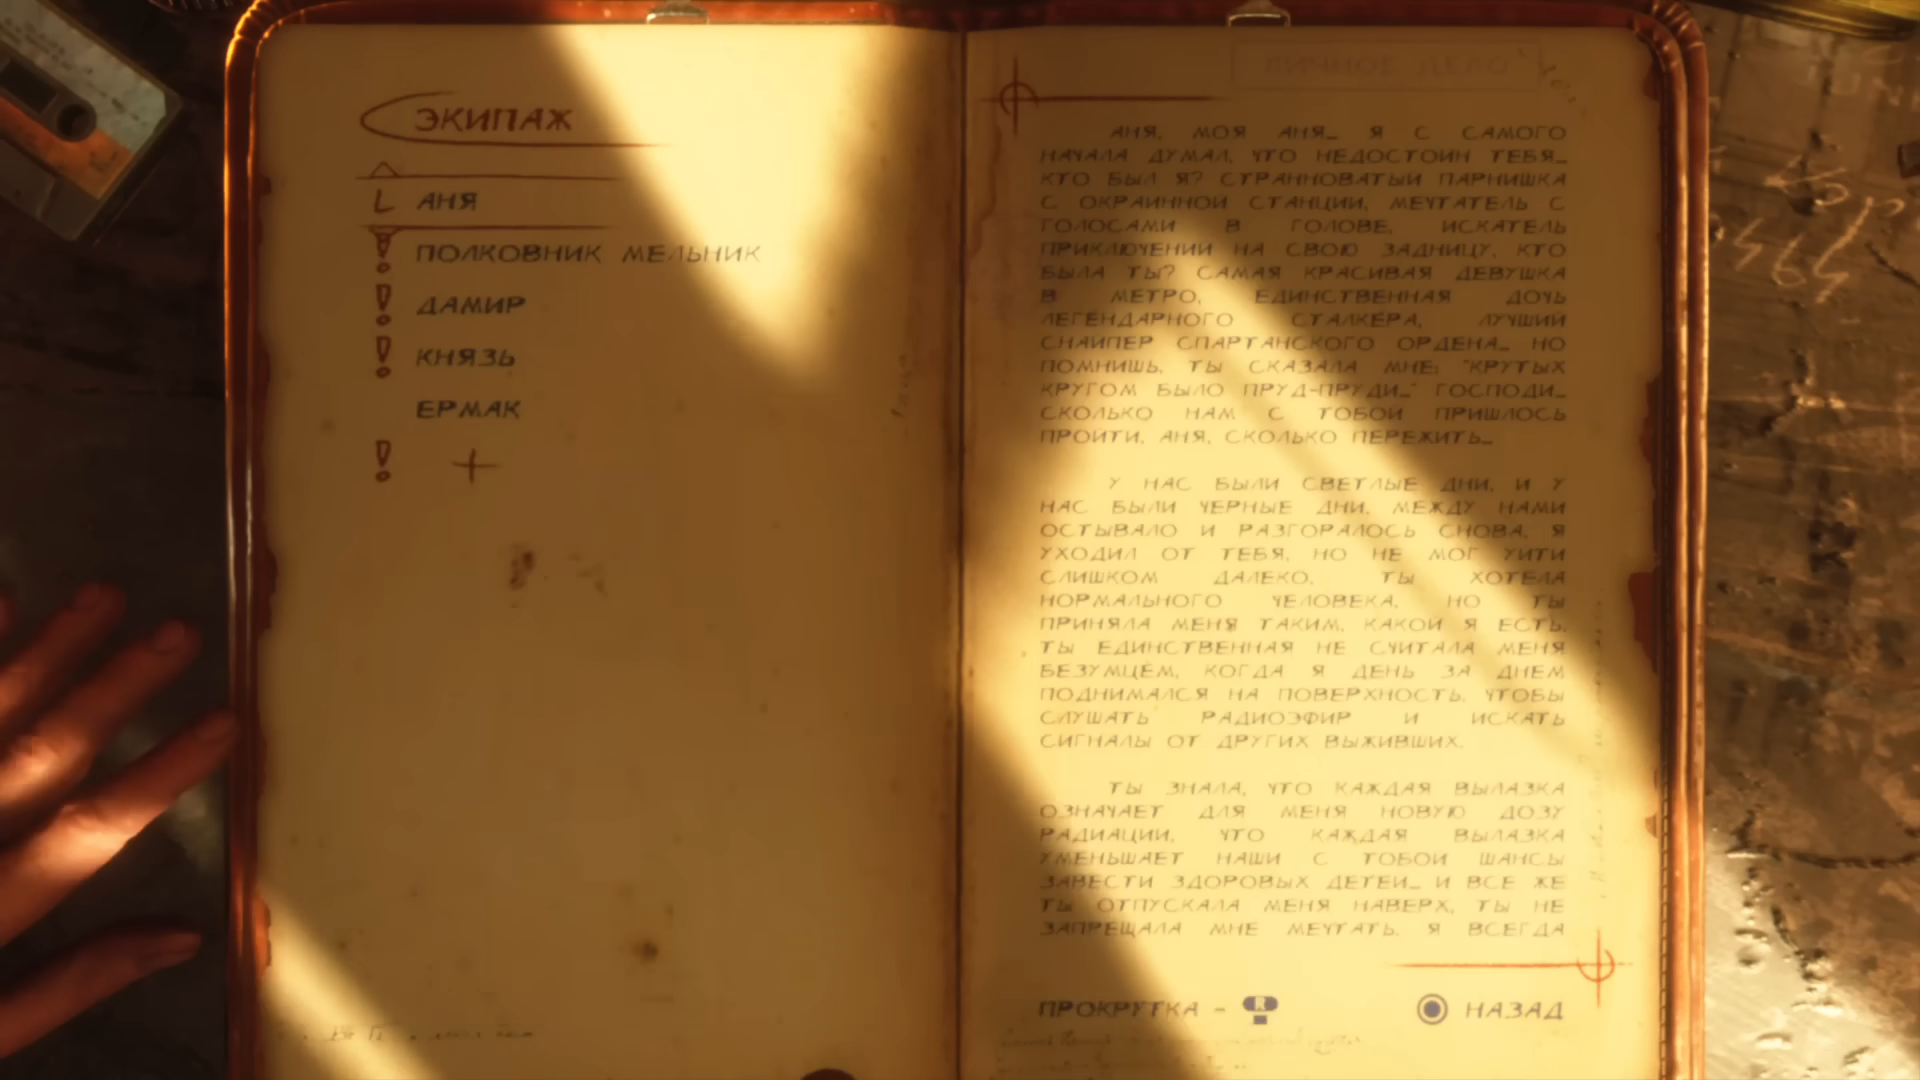 ЭКИПАЖ
АНЯ
ПОЛКОВНИК МЕЛЬНИК
ДАМИР
КНЯЗЬ
ЕРМАК
АНЯ, МОЯ АНЯ... Я С САМОГО
НАЧАЛА ДУМАЛ, ЧТО НЕДОСТОИН ТЕБЯ...
КТО БЫЛ Я? СТРАННОВАТЫЙ ПАРНИШКА
С ОКРАИННОЙ СТАНЦИИ, МЕЧТАТЕЛЬ С
ГОЛОСАМИ В ГОЛОВЕ, ИСКАТЕЛЬ
ПРИКЛЮЧЕНИЙ НА СВОЮ ЗАДНИЦУ, КТО
БЫЛА ТЫ? САМАЯ КРАСИВАЯ ДЕВУШКА
В МЕТРО, ЕДИНСТВЕННАЯ ДОЧЬ
ЛЕГЕНДАРНОГО СТАЛКЕРА, ЛУЧШИЙ
СНАЙПЕР СПАРТАНСКОГО ОРДЕНА... НО
ПОМНИШЬ, ТЫ СКАЗАЛА МНЕ: "КРУТЫХ
КРУГОМ БЫЛО ПРУД-ПРУДИ..." ГОСПОДИ...
СКОЛЬКО НАМ С ТОБОЙ ПРИШЛОСЬ
ПРОЙТИ, АНЯ, СКОЛЬКО ПЕРЕЖИТЬ...
У НАС БЫЛИ СВЕТЛЫЕ ДНИ, И У
НАС БЫЛИ ЧЕРНЫЕ ДНИ, МЕЖДУ НАМИ
ОСТЫВАЛО И РАЗГОРАЛОСЬ СНОВА, Я
УХОДИЛ ОТ ТЕБЯ, НО НЕ МОГ УЙТИ
СЛИШКОМ ДАЛЕКО, ТЫ ХОТЕЛА
НОРМАЛЬНОГО ЧЕЛОВЕКА, НО ТЫ
ПРИНЯЛА МЕНЯ ТАКИМ, КАКОЙ Я ЕСТЬ,
ТЫ ЕДИНСТВЕННАЯ НЕ СЧИТАЛА МЕНЯ
БЕЗУМЦЕМ, КОГДА Я ДЕНЬ ЗА ДНЕМ
ПОДНИМАЛСЯ НА ПОВЕРХНОСТЬ, ЧТОБЫ
СЛУШАТЬ РАДИОЭФИР И ИСКАТЬ
СИГНАЛЫ ОТ ДРУГИХ ВЫЖИВШИХ.
ТЫ ЗНАЛА, ЧТО КАЖДАЯ ВЫЛАЗКА
ОЗНАЧАЕТ ДЛЯ МЕНЯ НОВУЮ ДОЗУ
РАДИАЦИИ, ЧТО КАЖДАЯ ВЫЛАЗКА
УМЕНЬШАЕТ НАШИ С ТОБОЙ ШАНСЫ
ЗАВЕСТИ ЗДОРОВЫХ ДЕТЕЙ... И ВСЕ ЖЕ
ТЫ ОТПУСКАЛА МЕНЯ НАВЕРХ, ТЫ НЕ
ЗАПРЕЩАЛА МНЕ МЕЧТАТЬ. Я ВСЕГДА
ПРОКРУТКА - R
НАЗАД